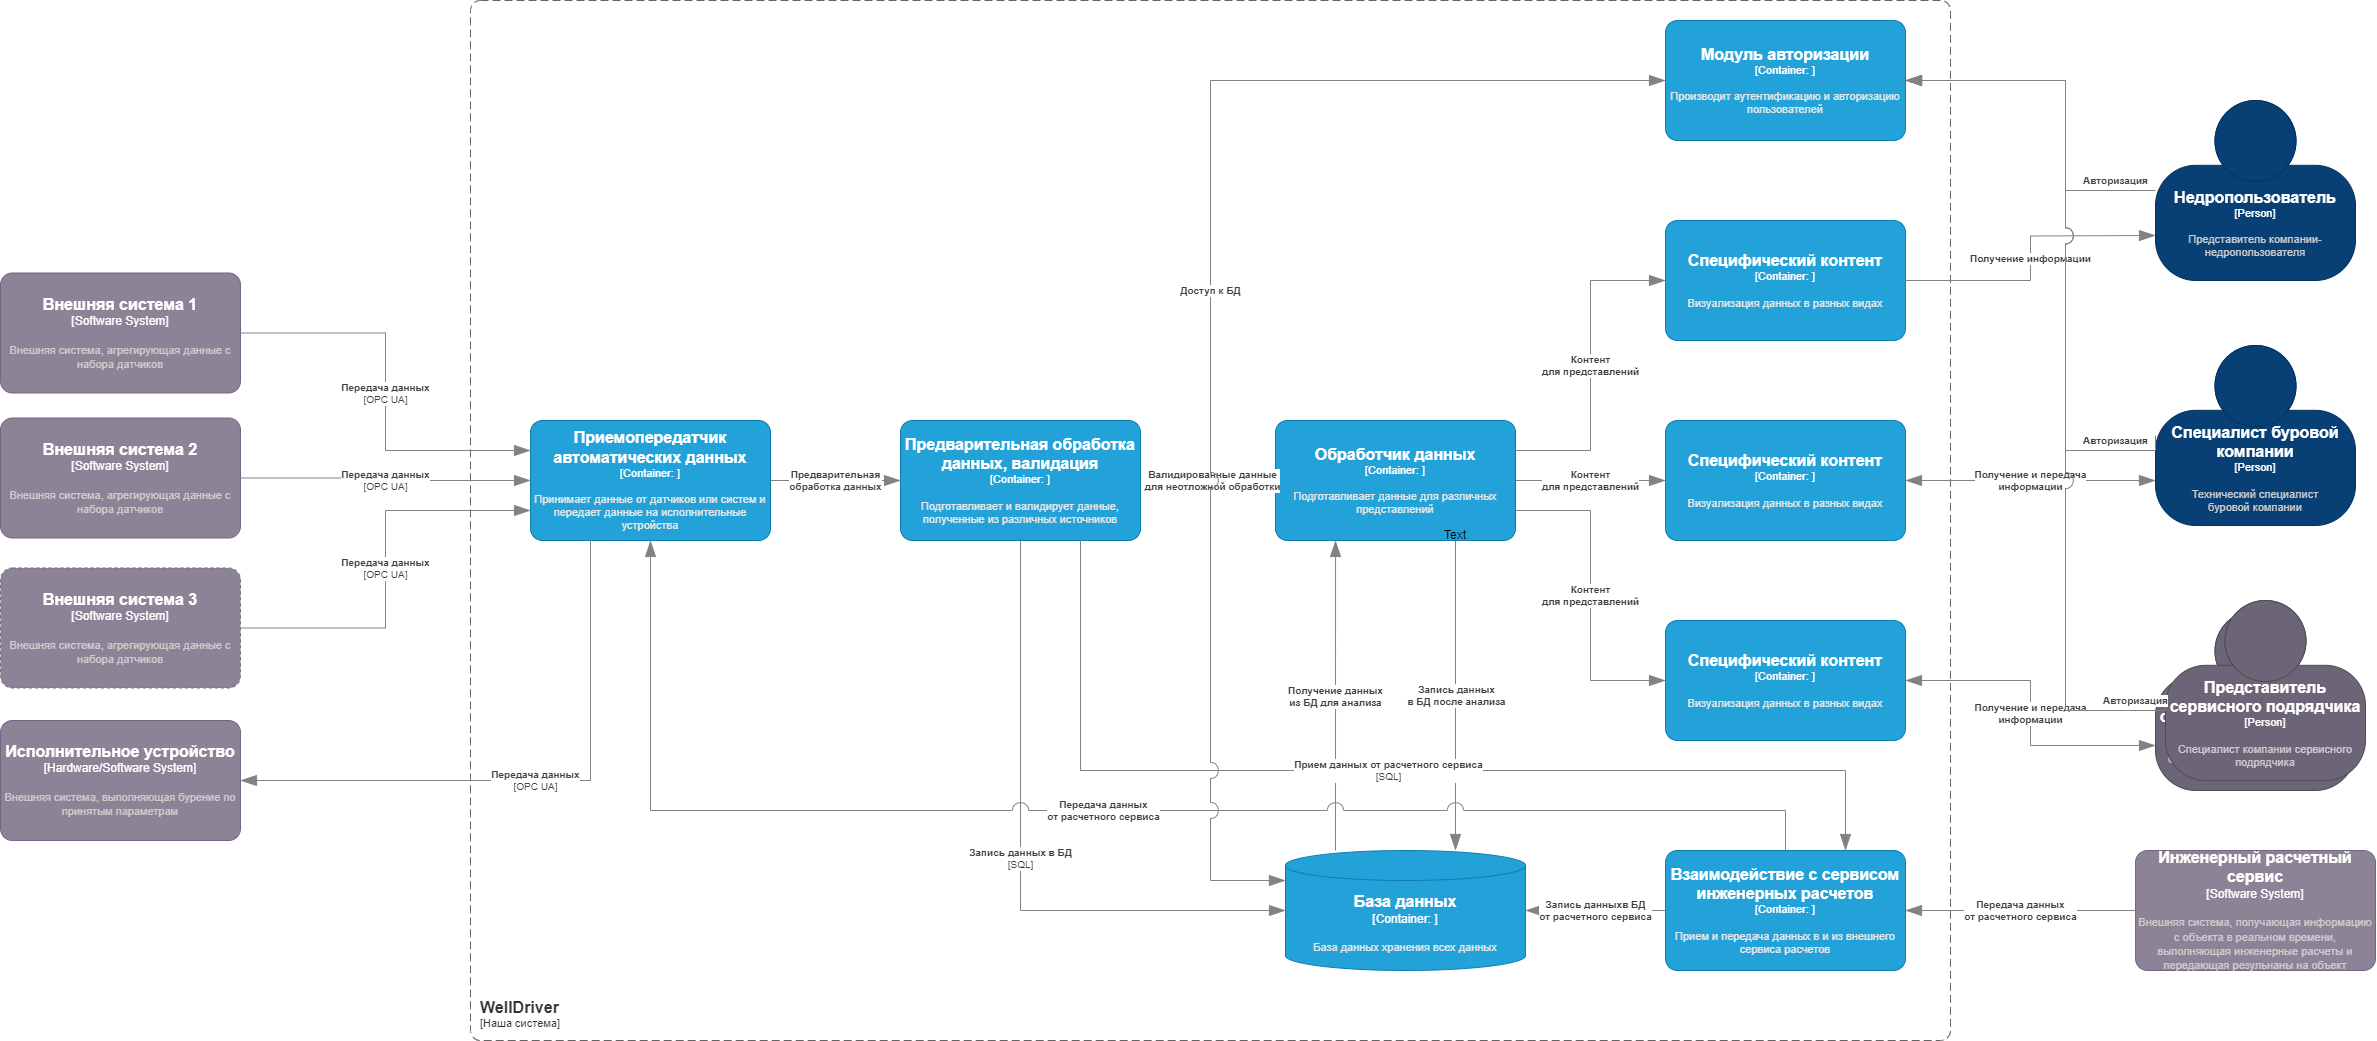 Модуль авторизации
[Container: ]
Производит аутентификацию и авторизацию
пользователей
Авторизация
Недропользователь
[Person]
Представитель компании-
недропользователя
Специфический контент
[Container: ]
Визуализация данных в разных видах
Получение информации
Доступ к БД
Внешняя система 1
[Software System]
Внешняя система, агрегирующая данные с
набора датчиков
Передача данных
[OPC UA]
Контент
для представлений
Внешняя система 2
[Software System]
Внешняя система, агрегирующая данные с
набора датчиков
Передача данных
[OPC UA]
Приемопередатчик
автоматических данных
[Container: ]
Принимает данные от датчиков или систем и
передает данные на исполнительные
устройства
Предварительная
обработка данных
Предварительная обработка
данных, валидация
[Container: ]
Подготавливает и валидирует данные,
полученные из различных источников
Валидированные данные
для неотложной обработки
Обработчик данных
[Container: ]
Подготавливает данные для различных
представлений
Text
Контент
для представлений
Специфический контент
[Container: ]
Визуализация данных в разных видах
Авторизация
Получение и передача
информации
Специалист буровой
компании
[Person]
Технический специалист
буровой компании
Внешняя система 3
[Software System]
Внешняя система, агрегирующая данные с
набора датчиков
Передача данных
[OPC UA]
Контент
для представлений
Специфический контент
[Container: ]
Визуализация данных в разных видах
Получение и передача
информации
Авторизация
Представитель
сервисного подрядчика
[Person]
Специалист компании сервисного
подрядчика
Получение данных
из БД для анализа
Запись данных
в БД после анализа
Исполнительное устройство
[Hardware/Software System]
Внешняя система, выполняющая бурение по
принятым параметрам
Передача данных
[OPC UA]
Прием данных от расчетного сервиса
[SQL]
Передача данных
от расчетного сервиса
Запись данных в БД
[SQL]
База данных
[Container: ]
База данных хранения всех данных
Запись данныхв БД
от расчетного сервиса
Взаимодействие с сервисом
инженерных расчетов
[Container: ]
Прием и передача данных в и из внешнего
сервиса расчетов
Передача данных
от расчетного сервиса
Инженерный расчетный
сервис
[Software System]
Внешняя система, получающая информацию
с объекта в реальном времени,
выполняющая инженерные расчеты и
передающая результаны на объект
WellDriver
[Наша система]